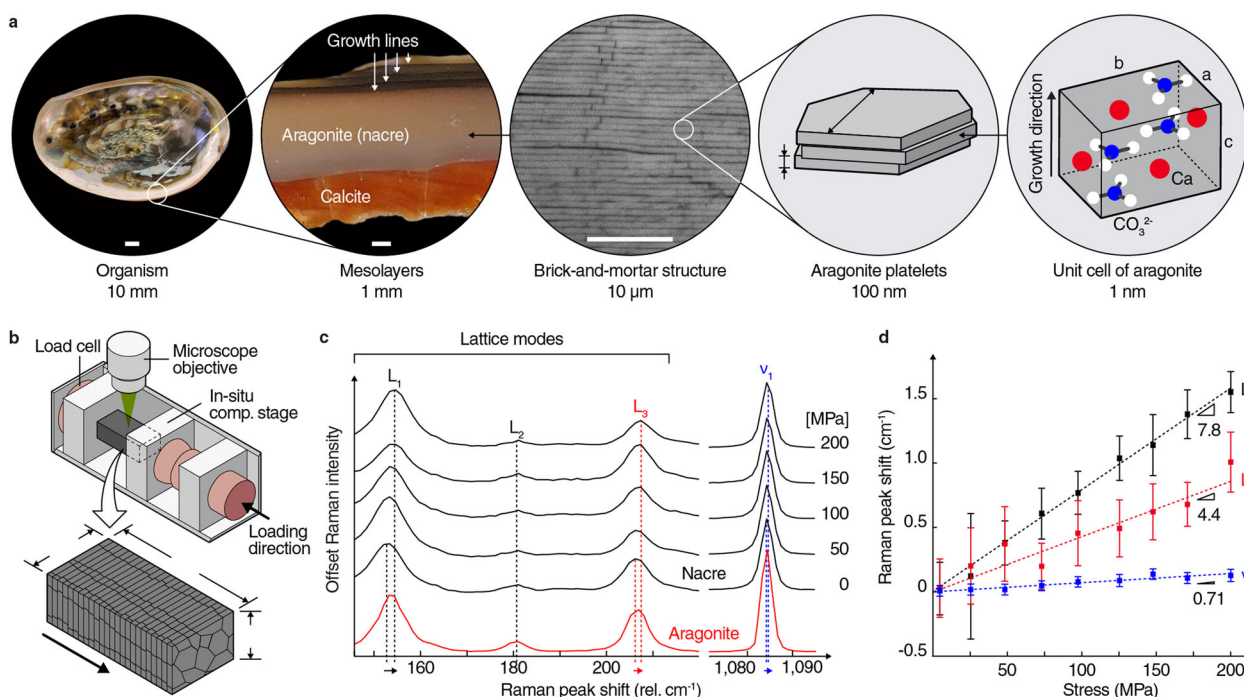 a
Growth lines
Aragonite (nacre)
Calcite
Growth direction
b
a
c
Ca
CO₃²⁻
Organism
10 mm
Mesolayers
1 mm
Brick-and-mortar structure
10 µm
Aragonite platelets
100 nm
Unit cell of aragonite
1 nm
b
Load cell
Microscope
objective
In-situ
comp. stage
Loading
direction
c
Lattice modes
L₁
L₂
L₃
ν₁
[MPa]
200
150
100
50
0
Nacre
Aragonite
Offset Raman intensity
160
180
200
1,080
1,090
Raman peak shift (rel. cm⁻¹)
d
Raman peak shift (cm⁻¹)
1.5
1.0
0.5
0
-0.5
7.8
4.4
0.71
0
50
100
150
200
Stress (MPa)